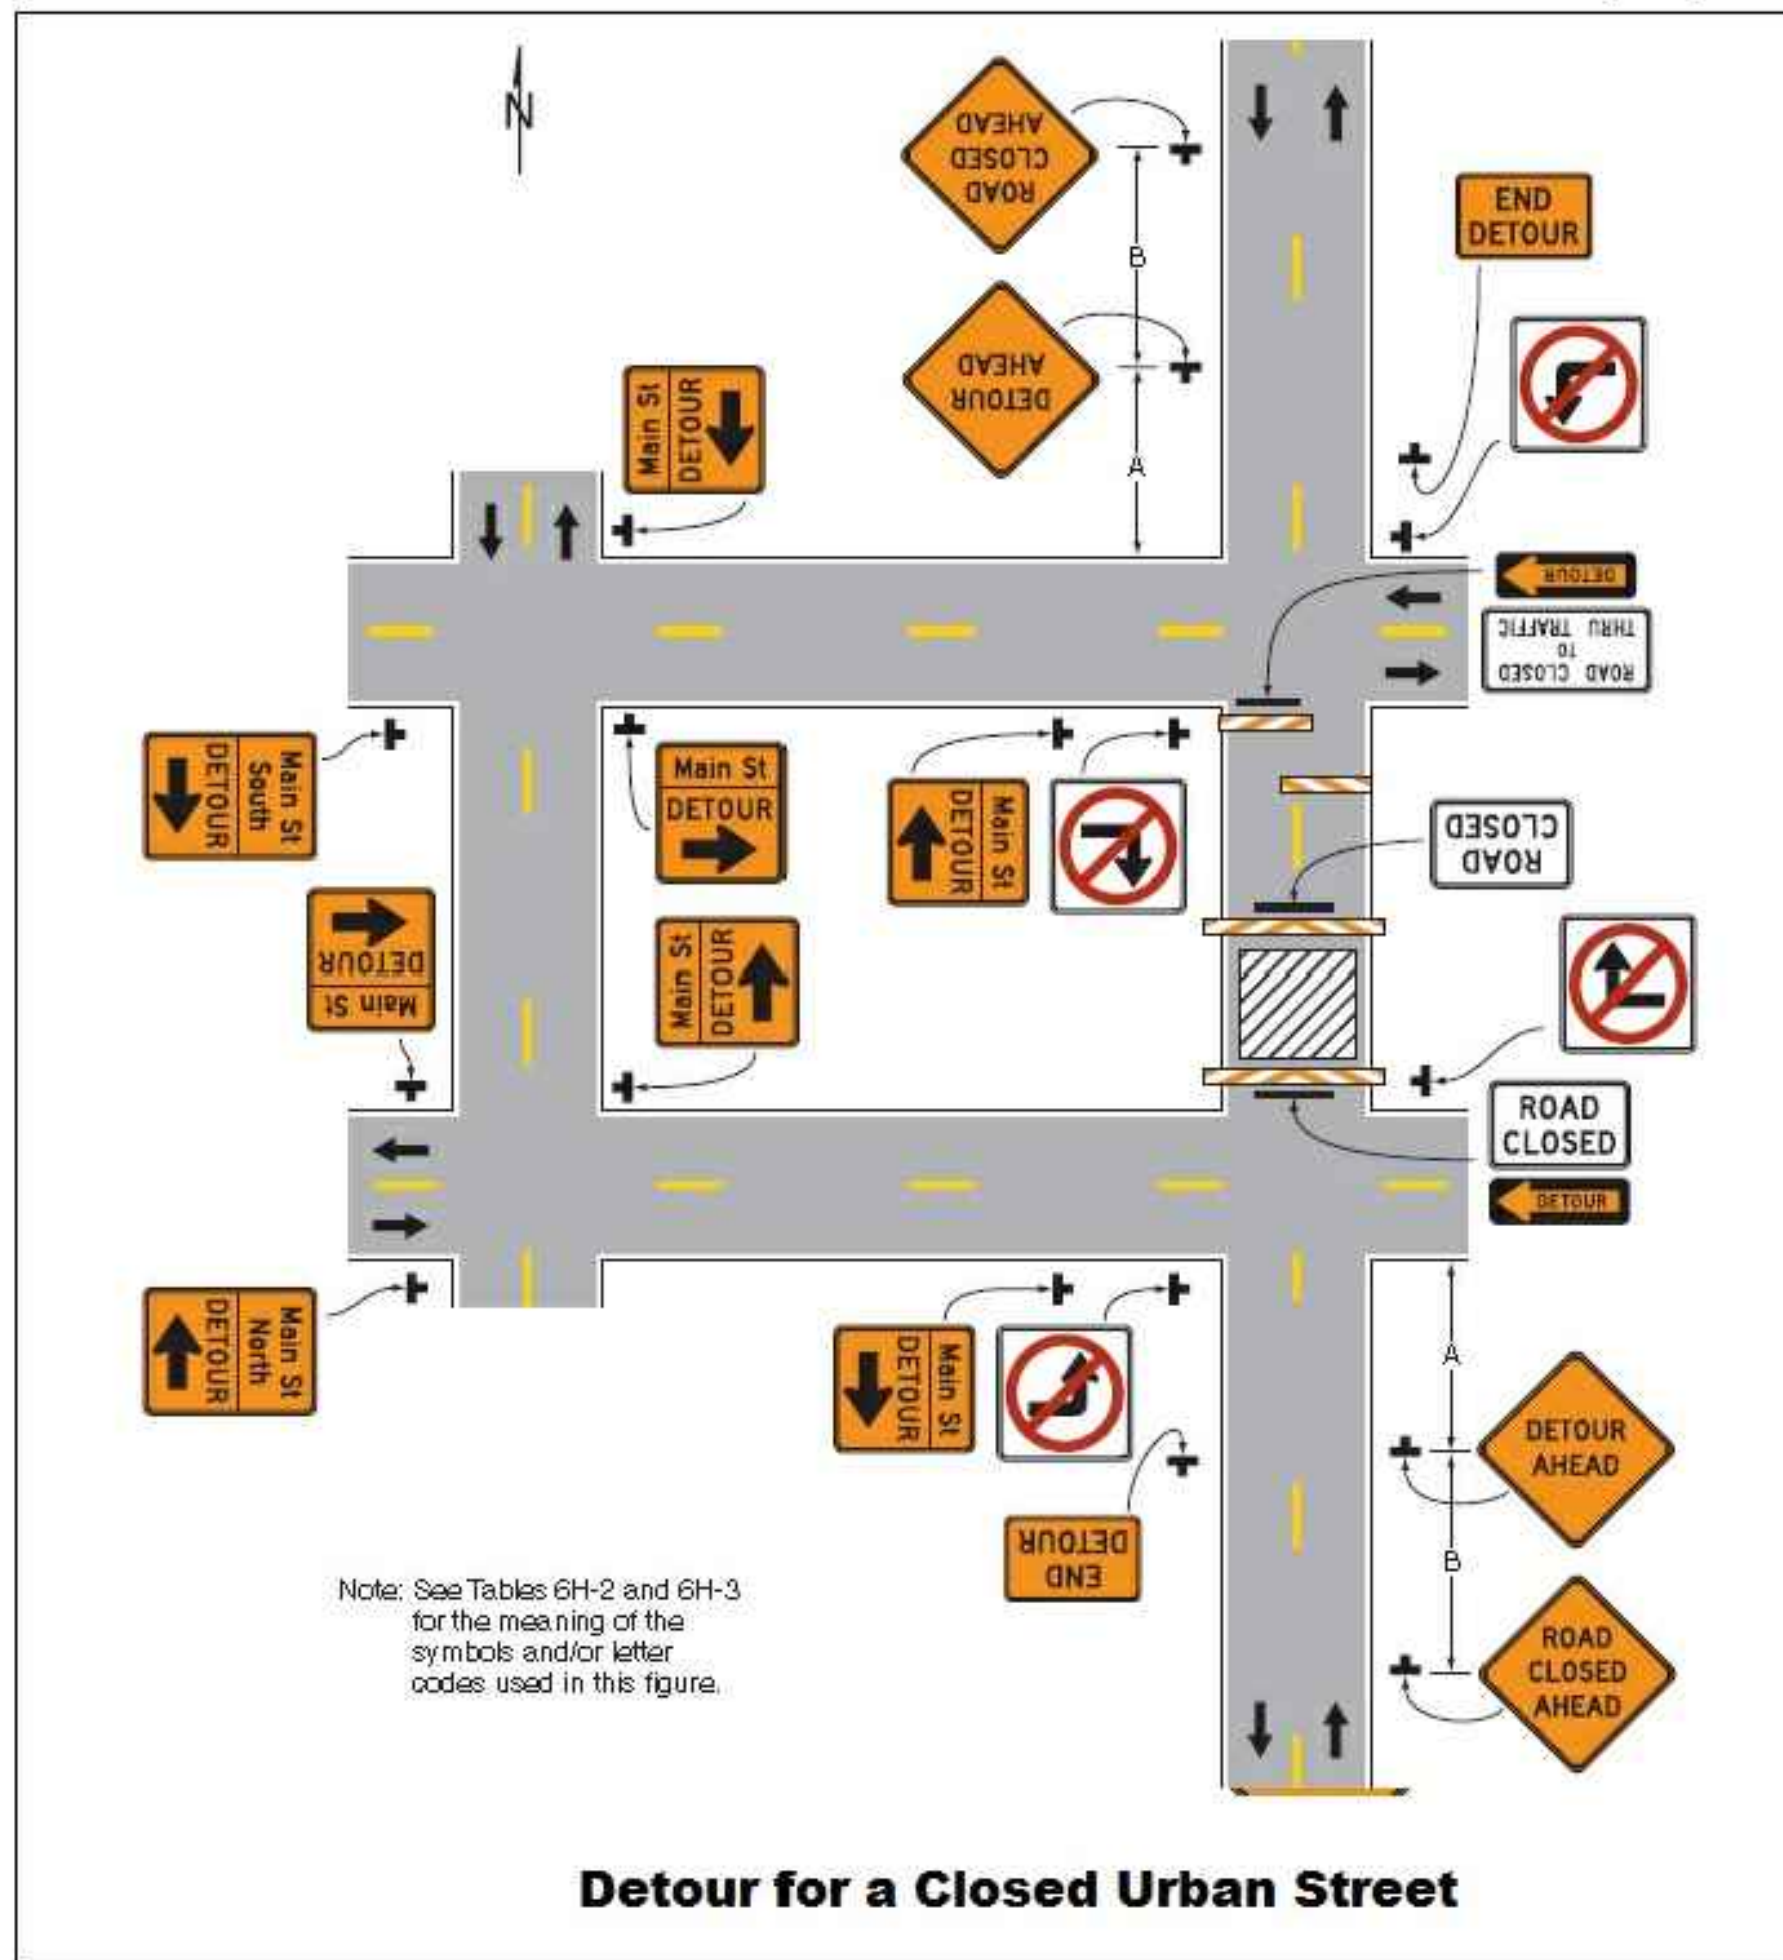 N
ROAD
CLOSED
AHEAD
B
END
DETOUR
DETOUR
AHEAD
A
Main St
DETOUR
DETOUR
ROAD CLOSED
TO
THRU TRAFFIC
Main St
South
DETOUR
Main St
DETOUR
Main St
DETOUR
ROAD
CLOSED
Main St
DETOUR
Main St
DETOUR
ROAD
CLOSED
DETOUR
Main St
North
DETOUR
Main St
DETOUR
A
DETOUR
AHEAD
END
DETOUR
B
ROAD
CLOSED
AHEAD
Note: See Tables 6H-2 and 6H-3
for the meaning of the
symbols and/or letter
codes used in this figure.
Detour for a Closed Urban Street